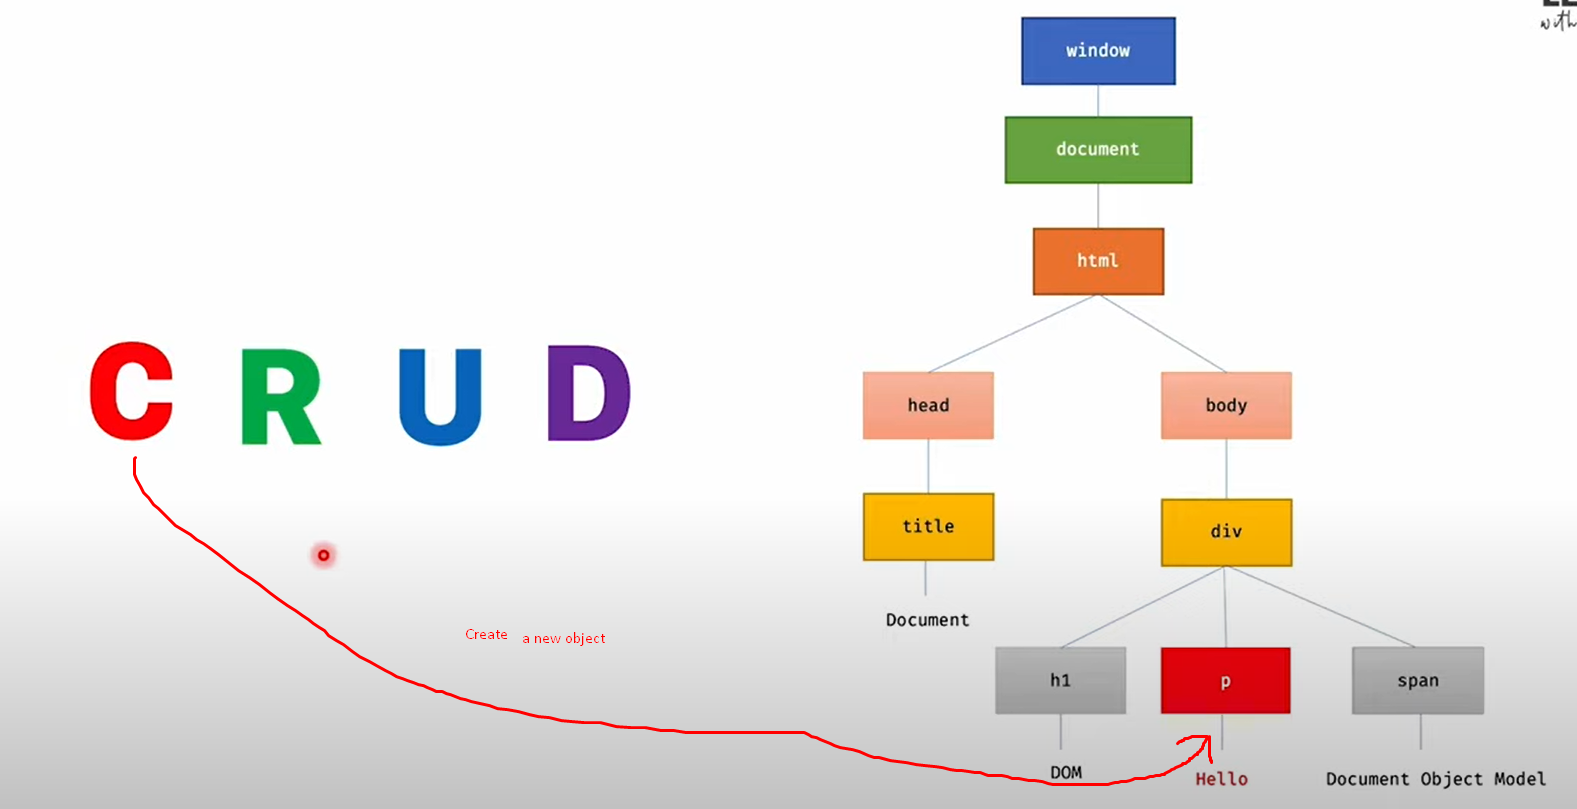 with
window
document
html
C R U D
head
body
title
div
Document
Create a new object
h1
p
span
DOM
Hello
Document Object Model